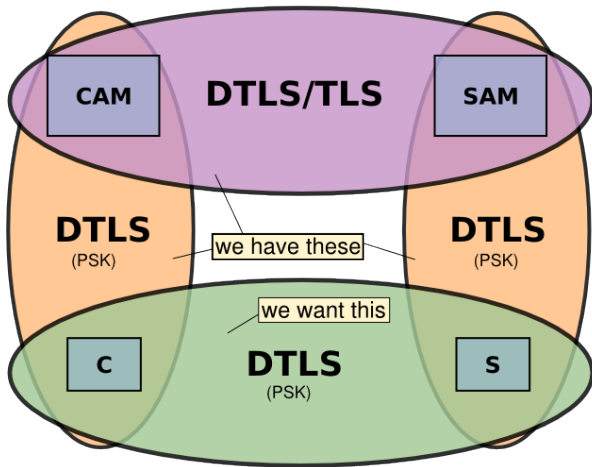 CAM
DTLS/TLS
SAM
DTLS
(PSK)
DTLS
(PSK)
we have these
we want this
C
DTLS
(PSK)
S